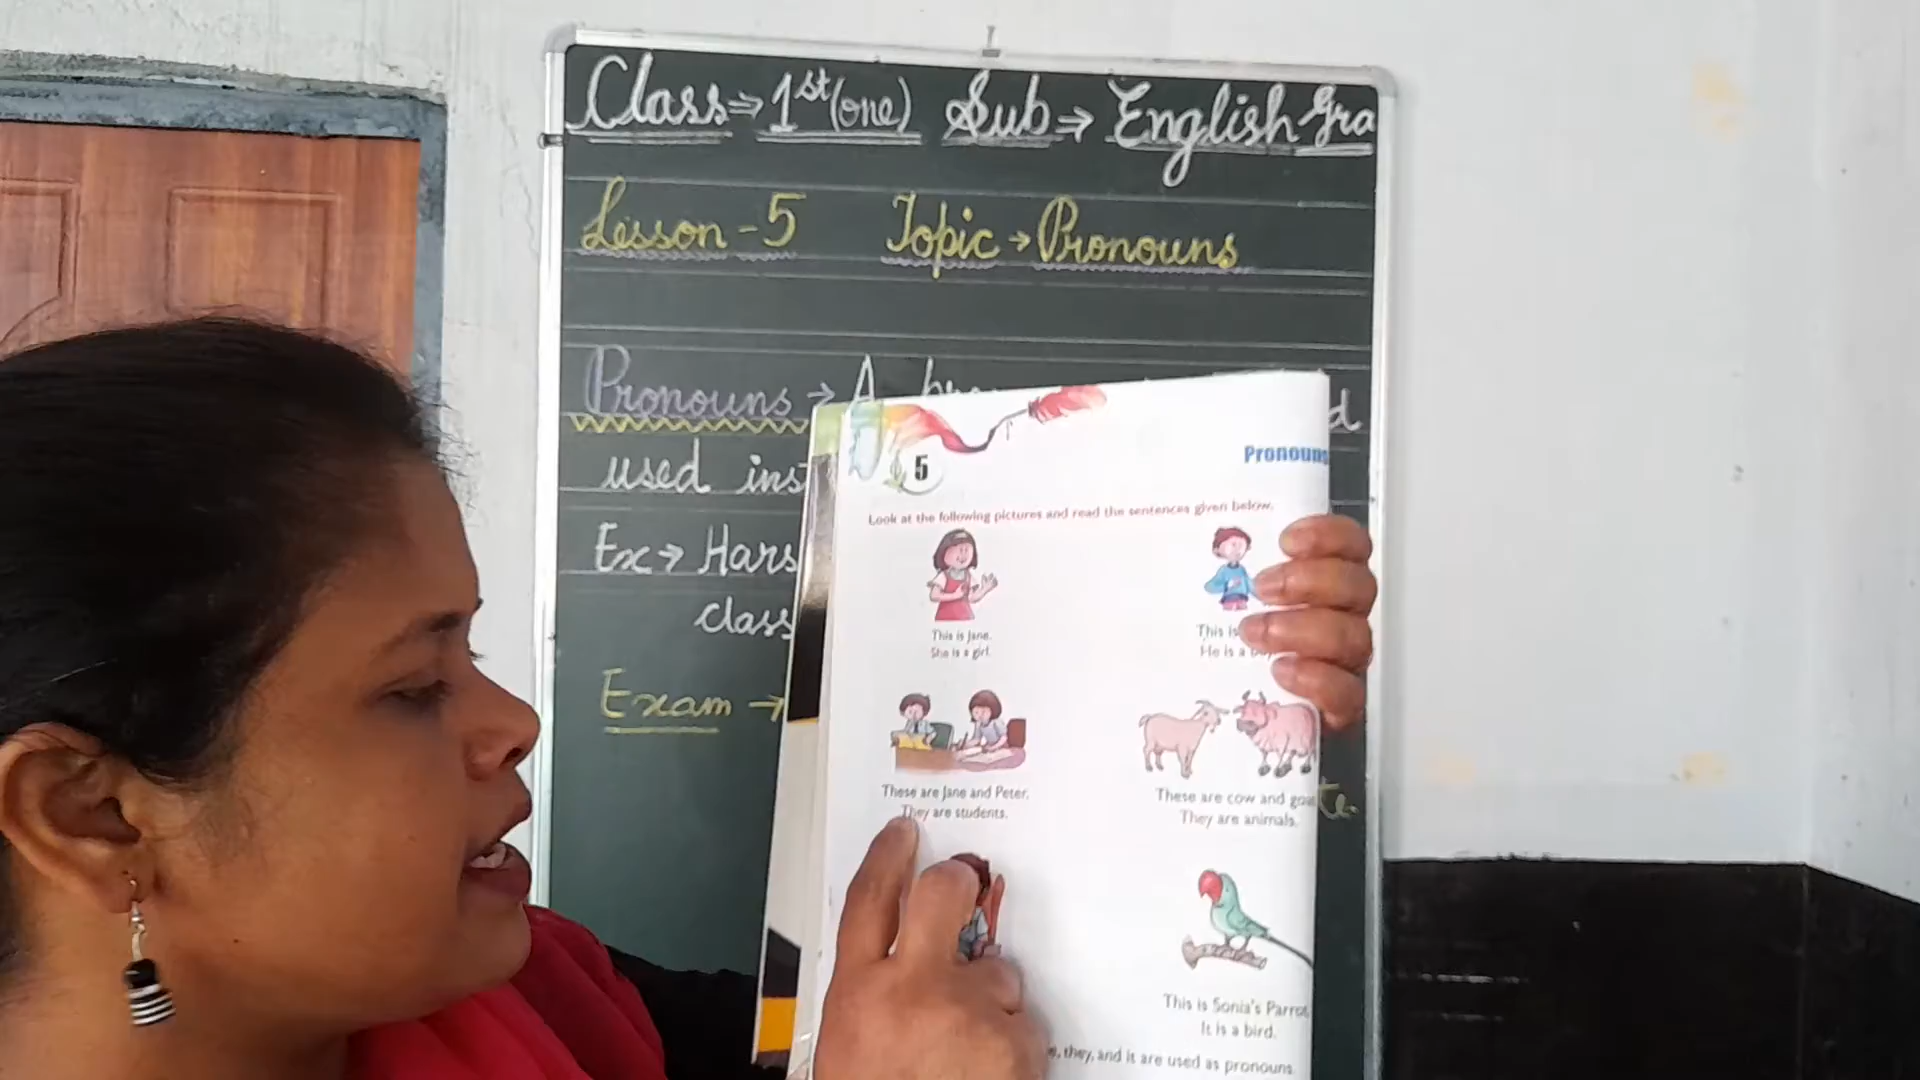 Class⇒1st(one) Sub→English Gra
Lesson-5 Topic→Pronouns
Pronouns→A
used ins
Ex→Hars
class
Exam→
5
Pronouns
Look at the following pictures and read the sentences given below.
This is Jane.
She is a girl.
This is
He is a
These are Jane and Peter.
They are students.
These are cow and goat
They are animals.
This is Sonia's Parrot
It is a bird.
they, and is are used as pronouns